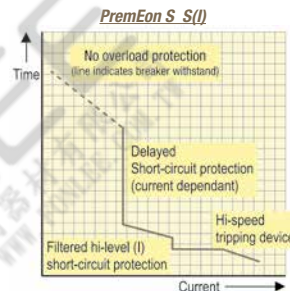 PremEon S S(I)
No overload protection
(line indicates breaker withstand)
Time
Delayed
Short-circuit protection
(current dependant)
Hi-speed
tripping device
Filtered hi-level (I)
short-circuit protection
Current